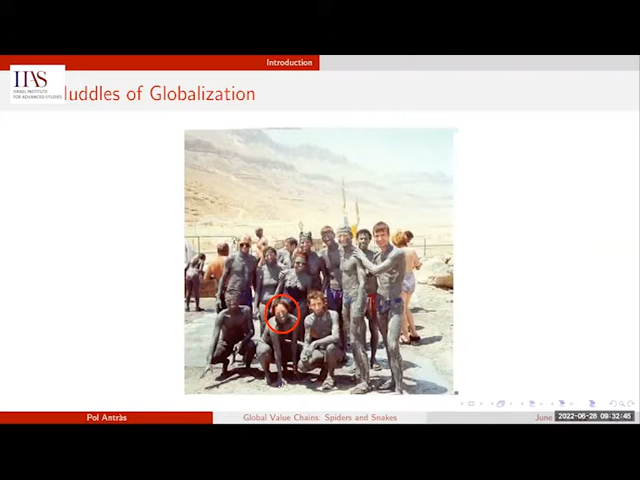 Introduction
IIAS
ISRAEL INSTITUTE
FOR ADVANCED STUDIES
uddles of Globalization
Pol Antràs
Global Value Chains: Spiders and Snakes
June
2022-06-28 09:32:45